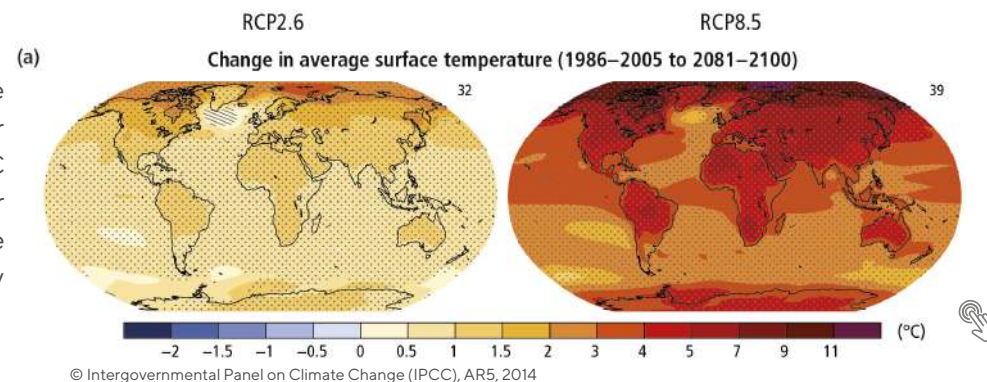 RCP2.6 RCP8.5
(a) Change in average surface temperature (1986–2005 to 2081–2100)
32 39
(°C)
−2 −1.5 −1 −0.5 0 0.5 1 1.5 2 3 4 5 7 9 11
© Intergovernmental Panel on Climate Change (IPCC), AR5, 2014